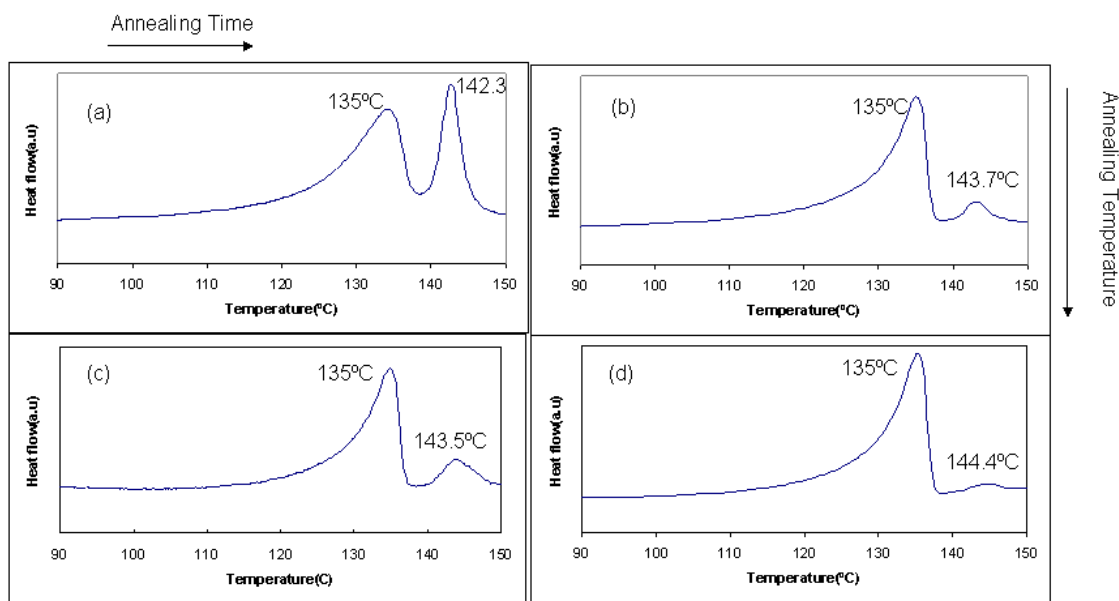 Annealing Time
(a)
135ºC
142.3
Heat flow(a.u)
90 100 110 120 130 140 150
Temperature(ºC)
(b)
135ºC
143.7ºC
Heat flow(a.u)
90 100 110 120 130 140 150
Temperature(ºC)
Annealing Temperature
(c)
135ºC
143.5ºC
Heat flow(a.u)
90 100 110 120 130 140 150
Temperature(C)
(d)
135ºC
144.4ºC
Heat flow(a.u)
90 100 110 120 130 140 150
Temperature(ºC)